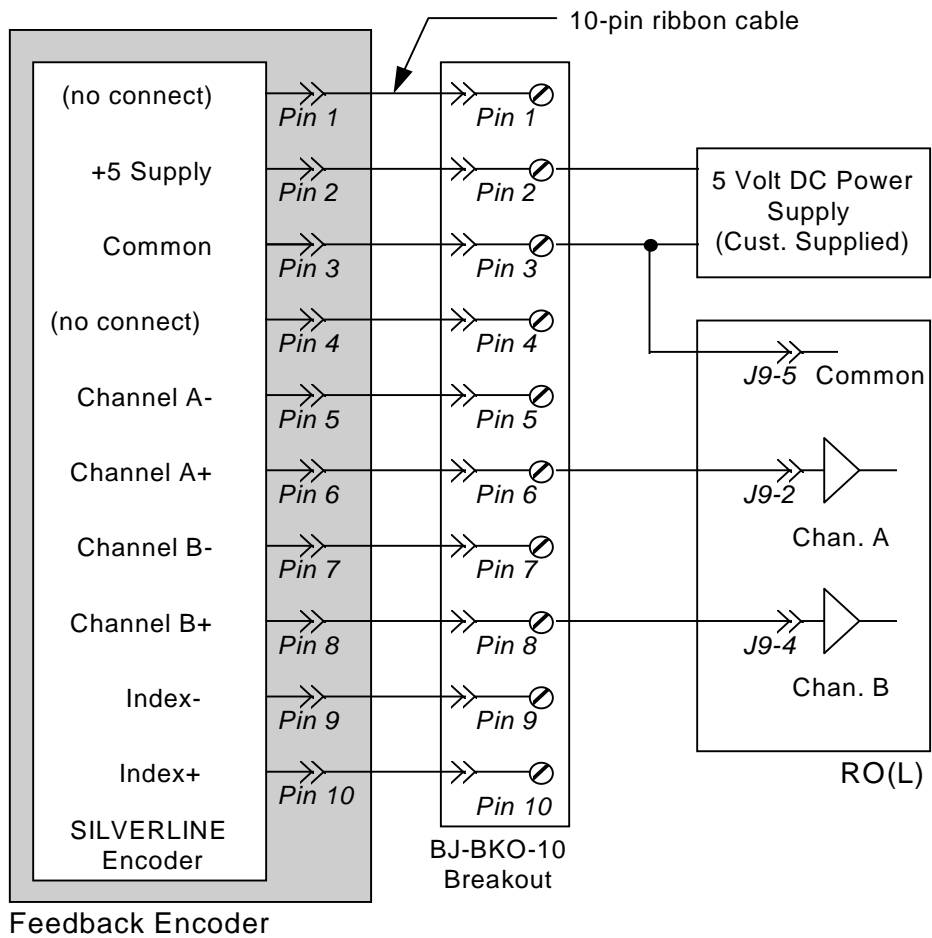 10-pin ribbon cable
(no connect)
Pin 1
Pin 1
+5 Supply
Pin 2
Pin 2
5 Volt DC Power
Supply
(Cust. Supplied)
Common
Pin 3
Pin 3
(no connect)
Pin 4
Pin 4
J9-5 Common
Channel A-
Pin 5
Pin 5
Channel A+
Pin 6
Pin 6
J9-2
Chan. A
Channel B-
Pin 7
Pin 7
Channel B+
Pin 8
Pin 8
J9-4
Chan. B
Index-
Pin 9
Pin 9
Index+
Pin 10
Pin 10
RO(L)
SILVERLINE
Encoder
BJ-BKO-10
Breakout
Feedback Encoder